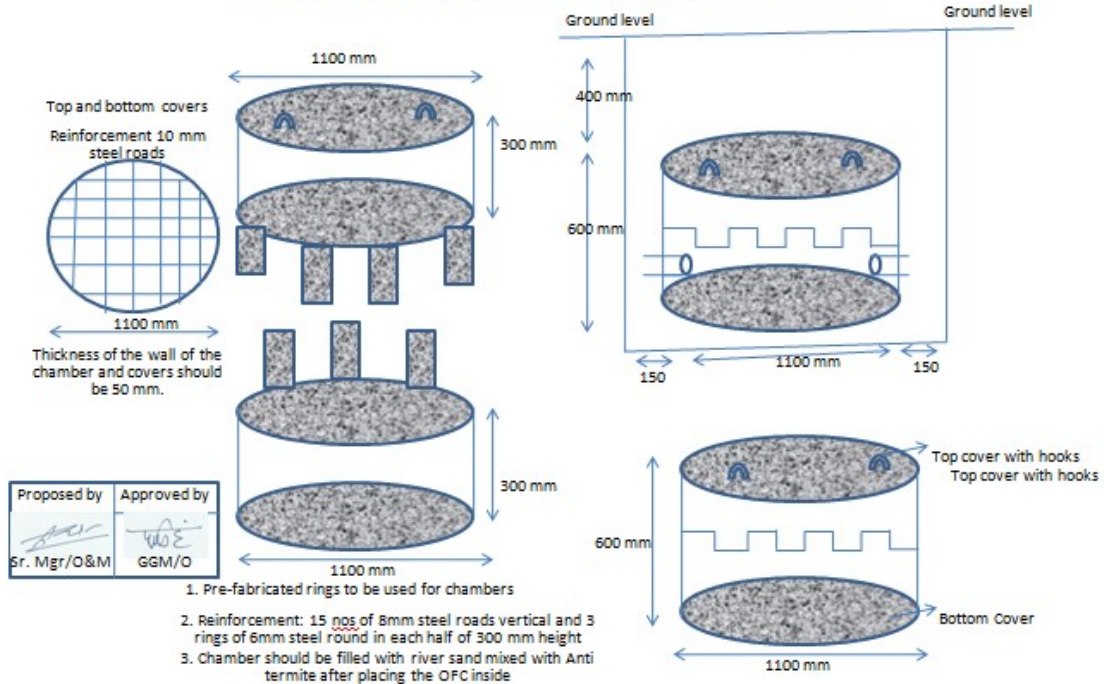 Ground level
Ground level
1100 mm
400 mm
Top and bottom covers
Reinforcement 10 mm
steel roads
300 mm
600 mm
1100 mm
Thickness of the wall of the
chamber and covers should
be 50 mm.
1100 mm
150
150
300 mm
Top cover with hooks
Top cover with hooks
Proposed by
Approved by
Sr. Mgr/O&M
GGM/O
600 mm
1100 mm
1. Pre-fabricated rings to be used for chambers
2. Reinforcement: 15 nos of 8mm steel roads vertical and 3
rings of 6mm steel round in each half of 300 mm height
3. Chamber should be filled with river sand mixed with Anti
termite after placing the OFC inside
Bottom Cover
1100 mm